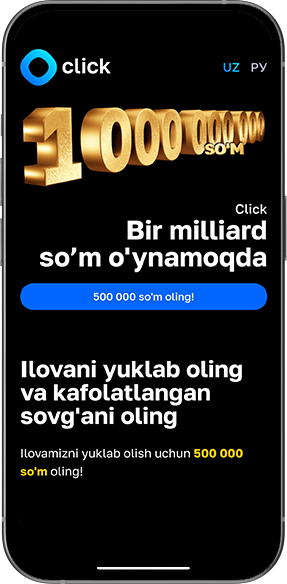 click
UZ РУ
1 000 000 000
SO'M
Click
Bir milliard
so’m o'ynamoqda
500 000 so'm oling!
Ilovani yuklab oling
va kafolatlangan
sovg'ani oling
Ilovamizni yuklab olish uchun 500 000
so'm oling!